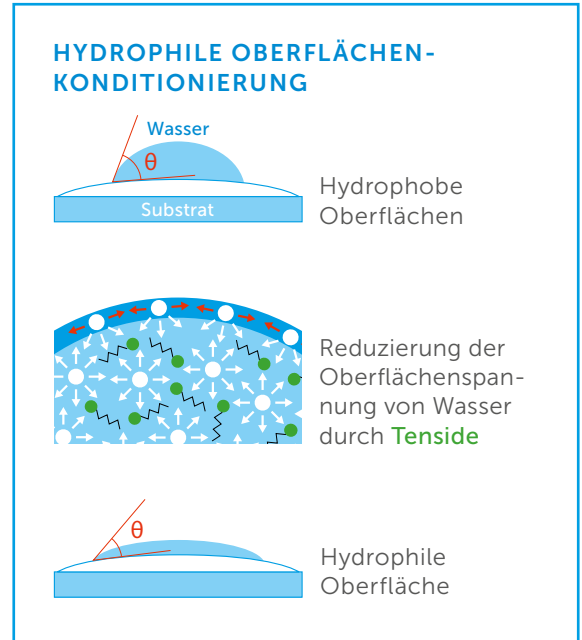 HYDROPHILE OBERFLÄCHEN-
KONDITIONIERUNG
Wasser
θ
Substrat
Hydrophobe
Oberflächen
Reduzierung der
Oberflächenspan-
nung von Wasser
durch Tenside
θ
Hydrophile
Oberfläche